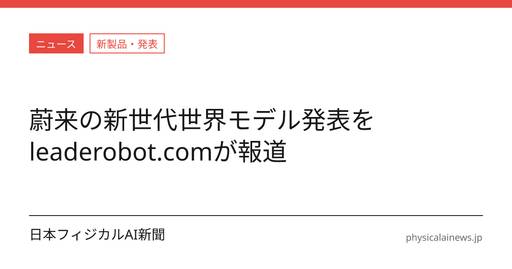 ニュース
新製品・発表
蔚来の新世代世界モデル発表を
leaderobot.comが報道
日本フィジカルAI新聞
physicalainews.jp